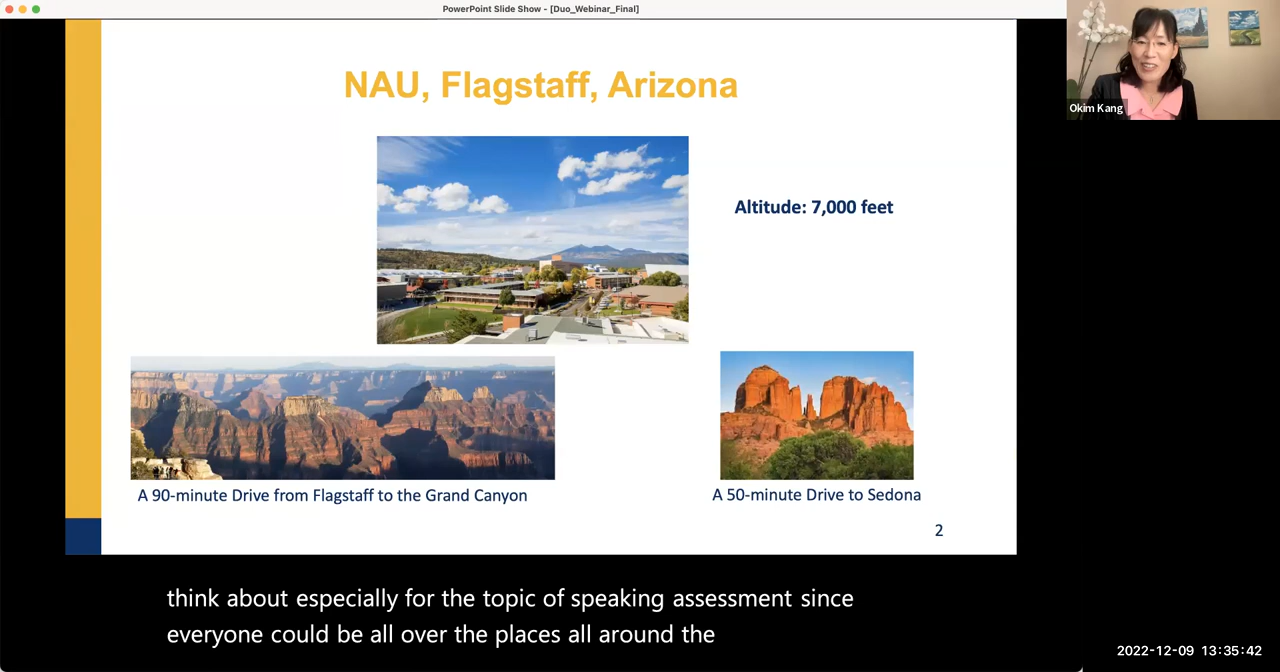 PowerPoint Slide Show - [Duo_Webinar_Final]
NAU, Flagstaff, Arizona
Okim Kang
Altitude: 7,000 feet
A 90-minute Drive from Flagstaff to the Grand Canyon
A 50-minute Drive to Sedona
2
think about especially for the topic of speaking assessment since
everyone could be all over the places all around the
2022-12-09 13:35:42